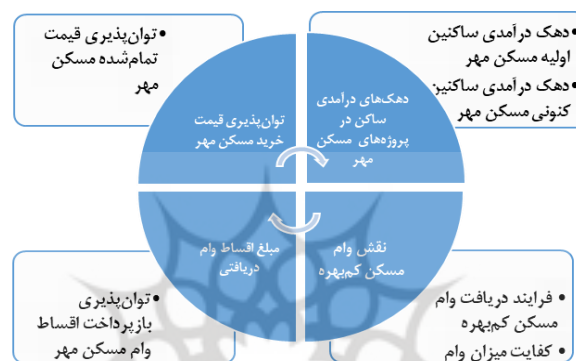 • دهک درآمدی ساکنین
اولیه مسکن مهر
• دهک درآمدی ساکنین
کنونی مسکن مهر
• توان‌پذیری قیمت
تمام‌شده مسکن
مهر
دهک‌های درآمدی
ساکن در
پروژه‌های مسکن
مهر
توان‌پذیری قیمت
خرید مسکن مهر
نقش وام
مسکن کم‌بهره
مبلغ اقساط وام
دریافتی
• فرایند دریافت وام
مسکن کم‌بهره
• کفایت میزان وام
• توان‌پذیری
بازپرداخت اقساط
وام مسکن مهر